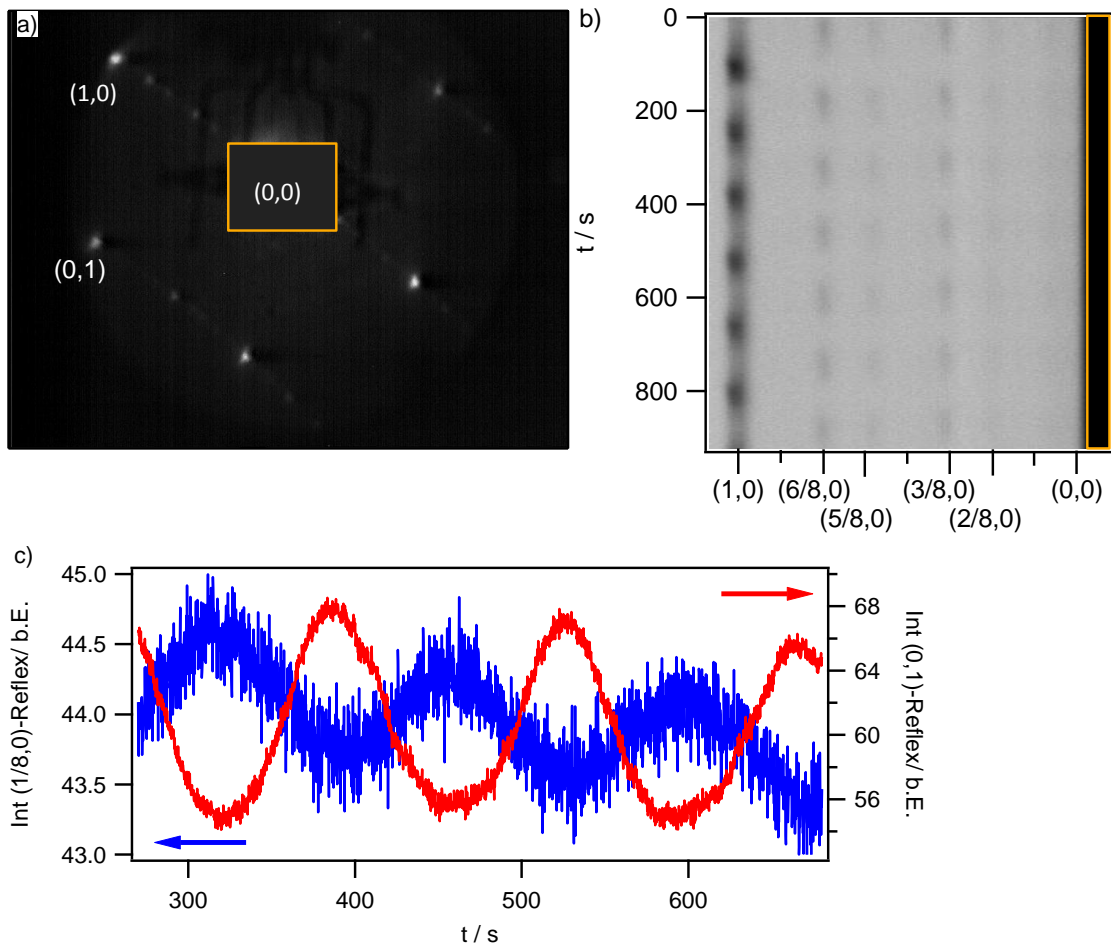 a)
(1,0)
(0,0)
(0,1)
b)
0
200
400
600
800
t / s
(1,0) (6/8,0) (3/8,0) (0,0)
(5/8,0) (2/8,0)
c)
45.0
44.5
44.0
43.5
43.0
Int (1/8,0)-Reflex/ b.E.
68
64
60
56
Int (0,1)-Reflex/ b.E.
300 400 500 600
t / s